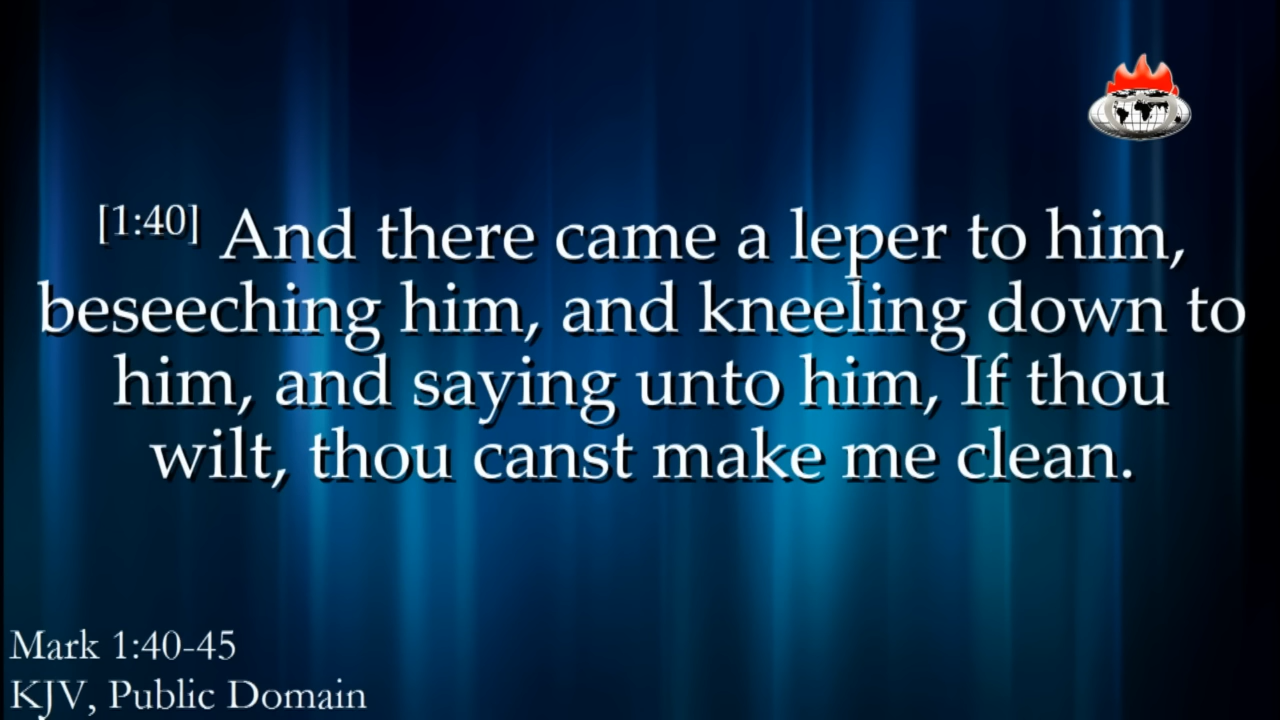 [1:40] And there came a leper to him,
beseeching him, and kneeling down to
him, and saying unto him, If thou
wilt, thou canst make me clean.
Mark 1:40-45
KJV, Public Domain